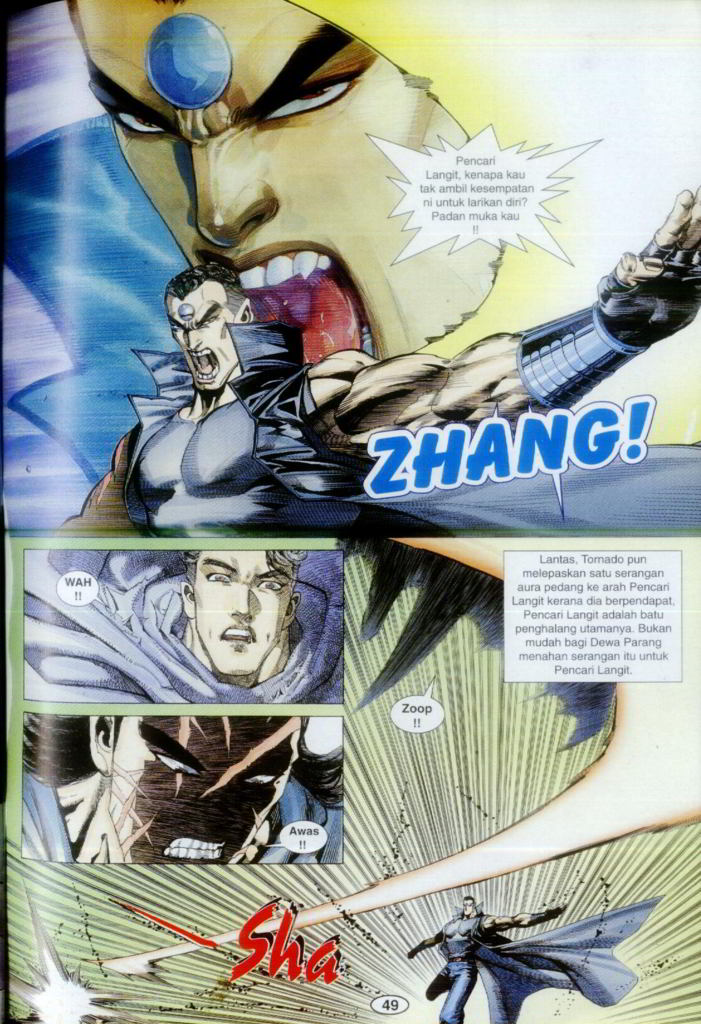 Pencari
Langit, kenapa kau
tak ambil kesempatan
ni untuk larikan diri?
Padan muka kau
!!
ZHANG!
WAH
!!
Lantas, Tornado pun
melepaskan satu serangan
aura pedang ke arah Pencari
Langit kerana dia berpendapat,
Pencari Langit adalah batu
penghalang utamanya. Bukan
mudah bagi Dewa Parang
menahan serangan itu untuk
Pencari Langit.
Zoop
!!
Awas
!!
Sha
49